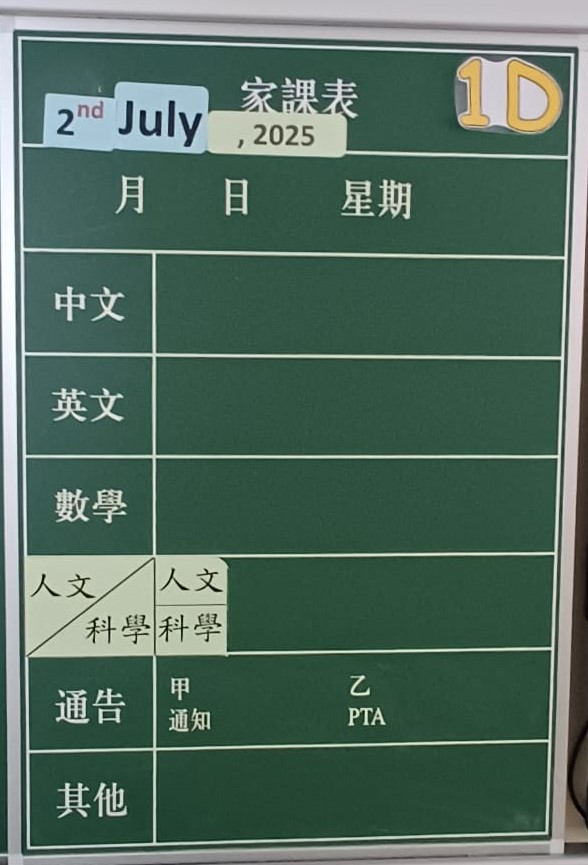 家課表
1D
2nd July , 2025
月 日 星期
中文
英文
數學
人文 科學 人文 科學
通告 甲 乙
通知 PTA
其他